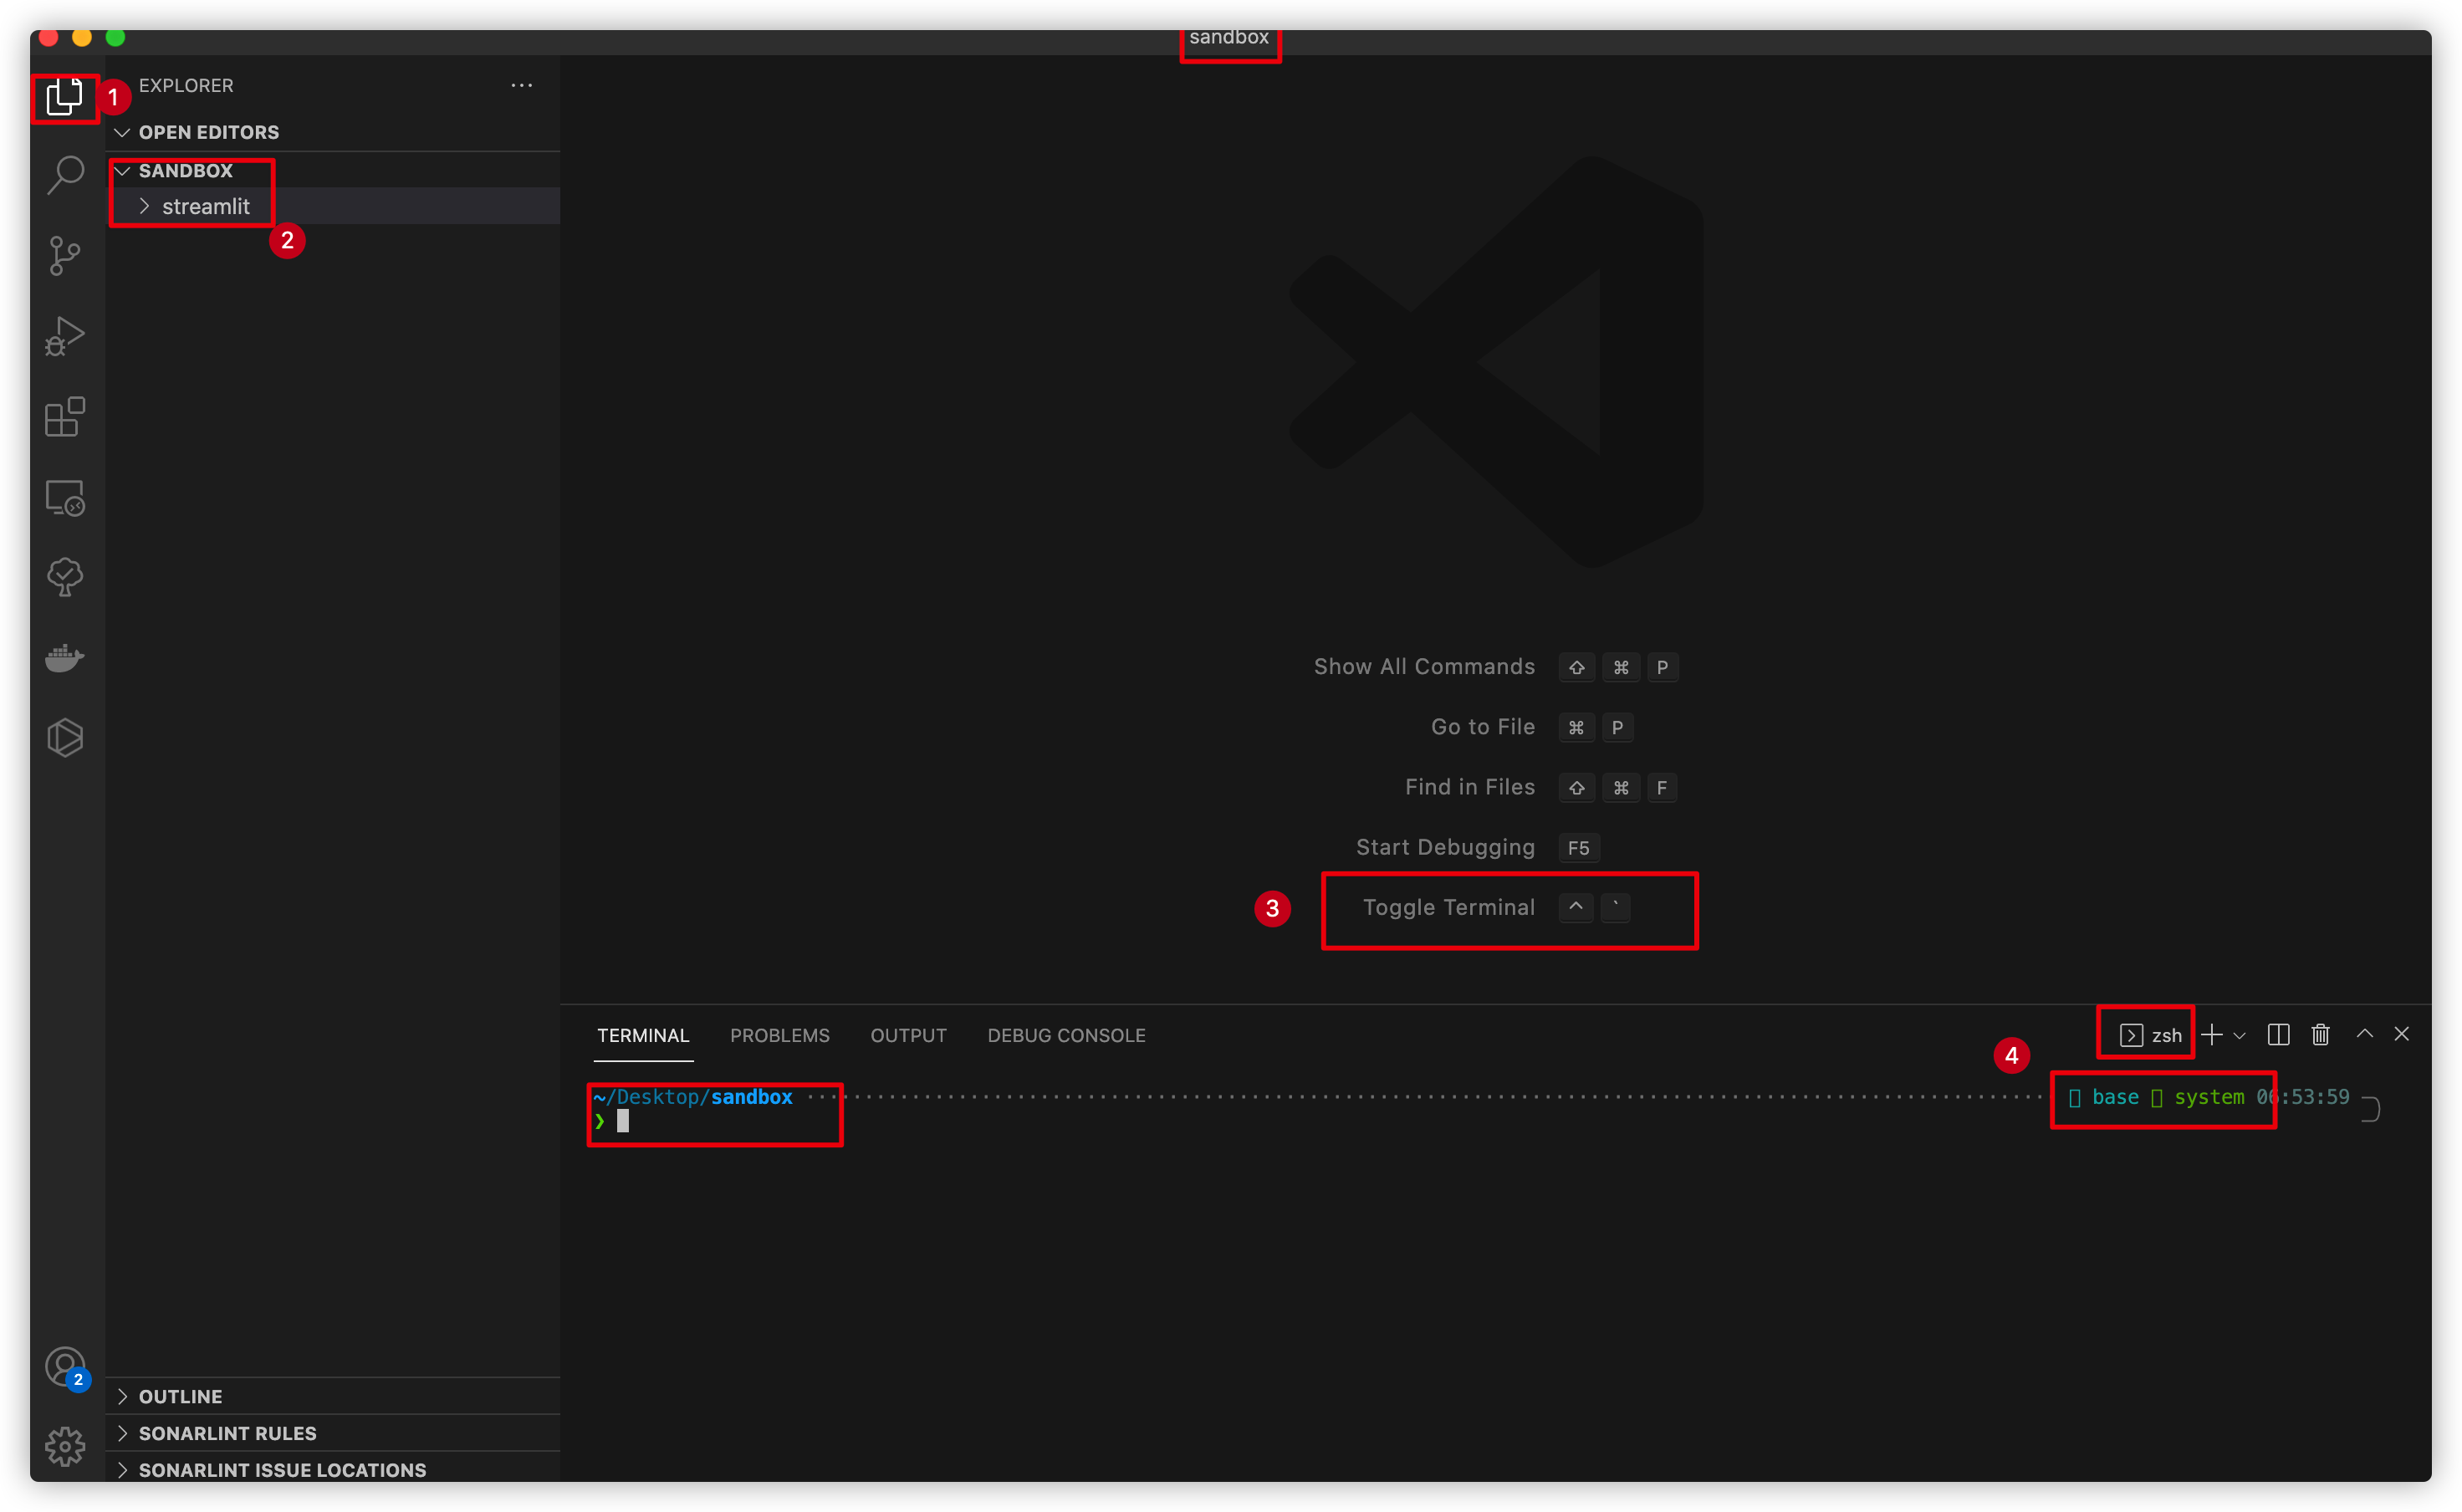 sandbox
1
EXPLORER
OPEN EDITORS
SANDBOX
streamlit
2
Show All Commands ⇧ ⌘ P
Go to File ⌘ P
Find in Files ⇧ ⌘ F
Start Debugging F5
3
Toggle Terminal ^ `
TERMINAL PROBLEMS OUTPUT DEBUG CONSOLE
zsh
4
~/Desktop/sandbox base system 06:53:59
❯
2
OUTLINE
SONARLINT RULES
SONARLINT ISSUE LOCATIONS